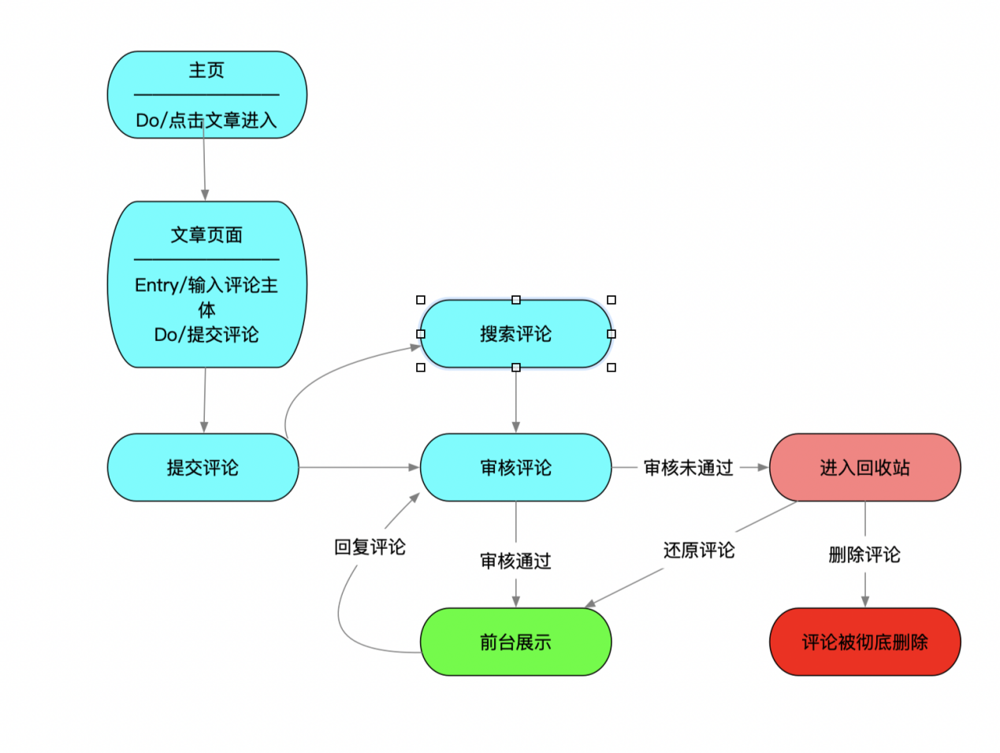 主页
Do/点击文章进入
文章页面
Entry/输入评论主
体
Do/提交评论
搜索评论
提交评论
审核评论
审核未通过
进入回收站
回复评论
审核通过
还原评论
删除评论
前台展示
评论被彻底删除